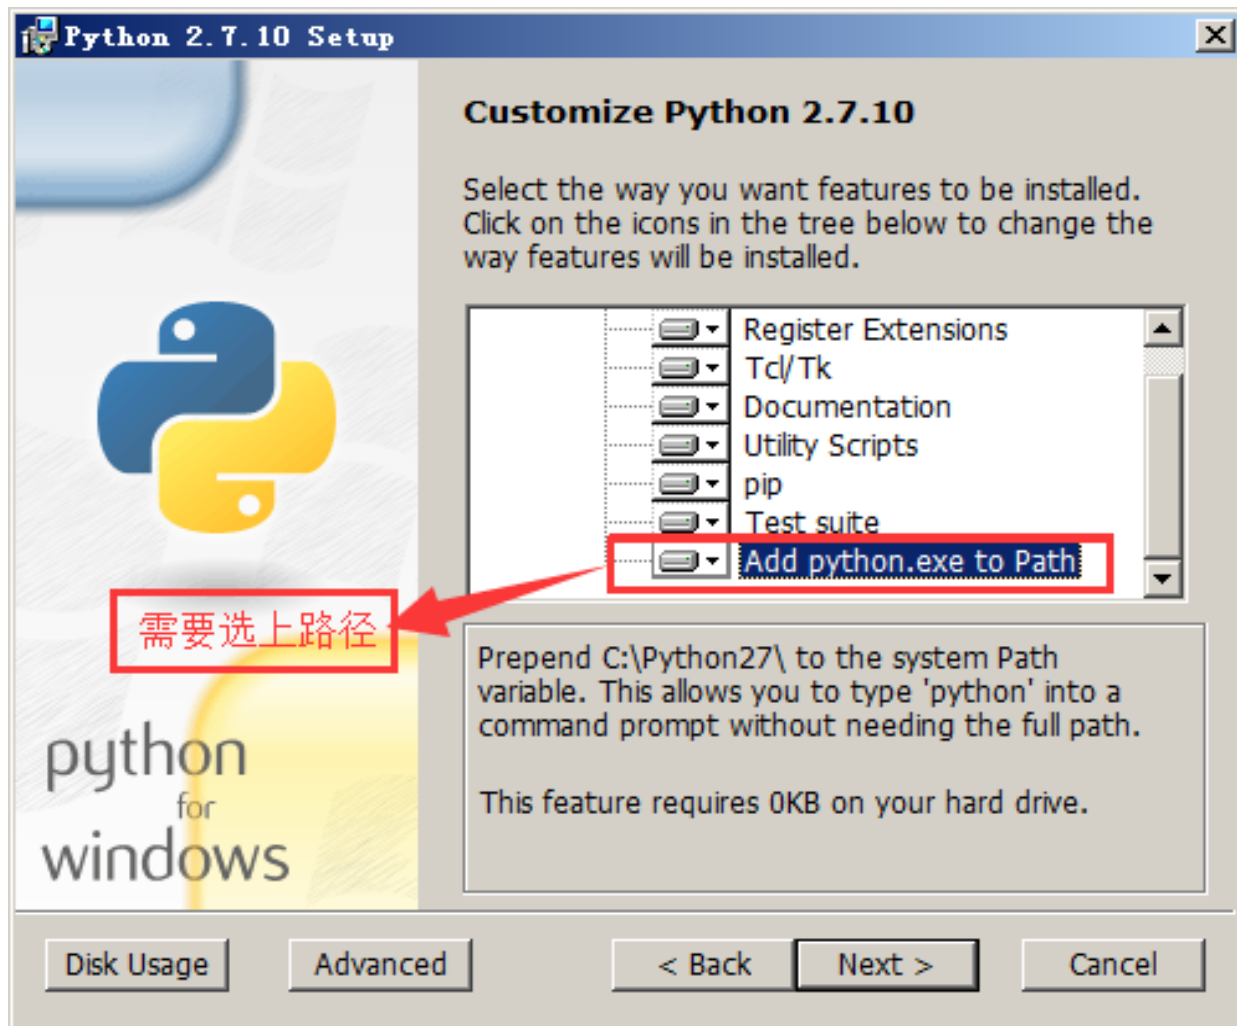 Python 2.7.10 Setup
Customize Python 2.7.10
Select the way you want features to be installed.
Click on the icons in the tree below to change the
way features will be installed.
Register Extensions
Tcl/Tk
Documentation
Utility Scripts
pip
Test suite
Add python.exe to Path
需要选上路径
Prepend C:\Python27\ to the system Path
variable. This allows you to type 'python' into a
command prompt without needing the full path.
This feature requires 0KB on your hard drive.
python
for
windows
Disk Usage
Advanced
< Back
Next >
Cancel